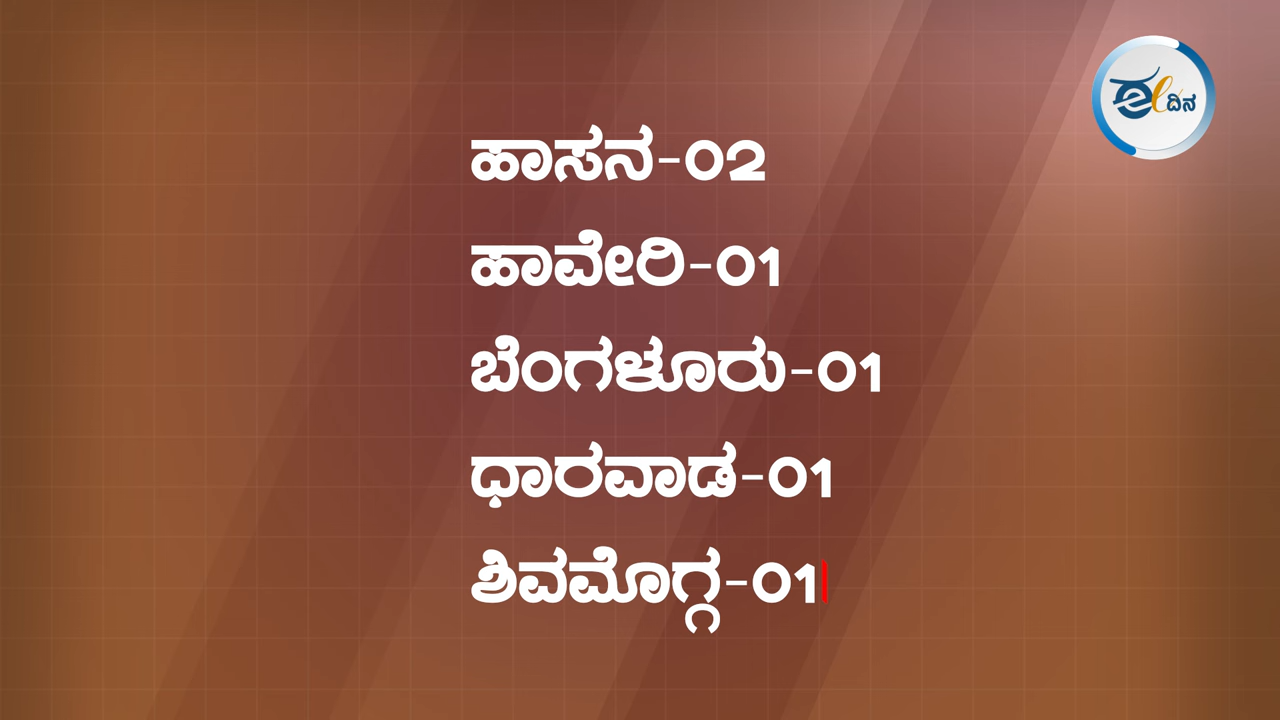 ಈ ದಿನ
ಹಾಸನ-02
ಹಾವೇರಿ-01
ಬೆಂಗಳೂರು-01
ಧಾರವಾಡ-01
ಶಿವಮೊಗ್ಗ-01